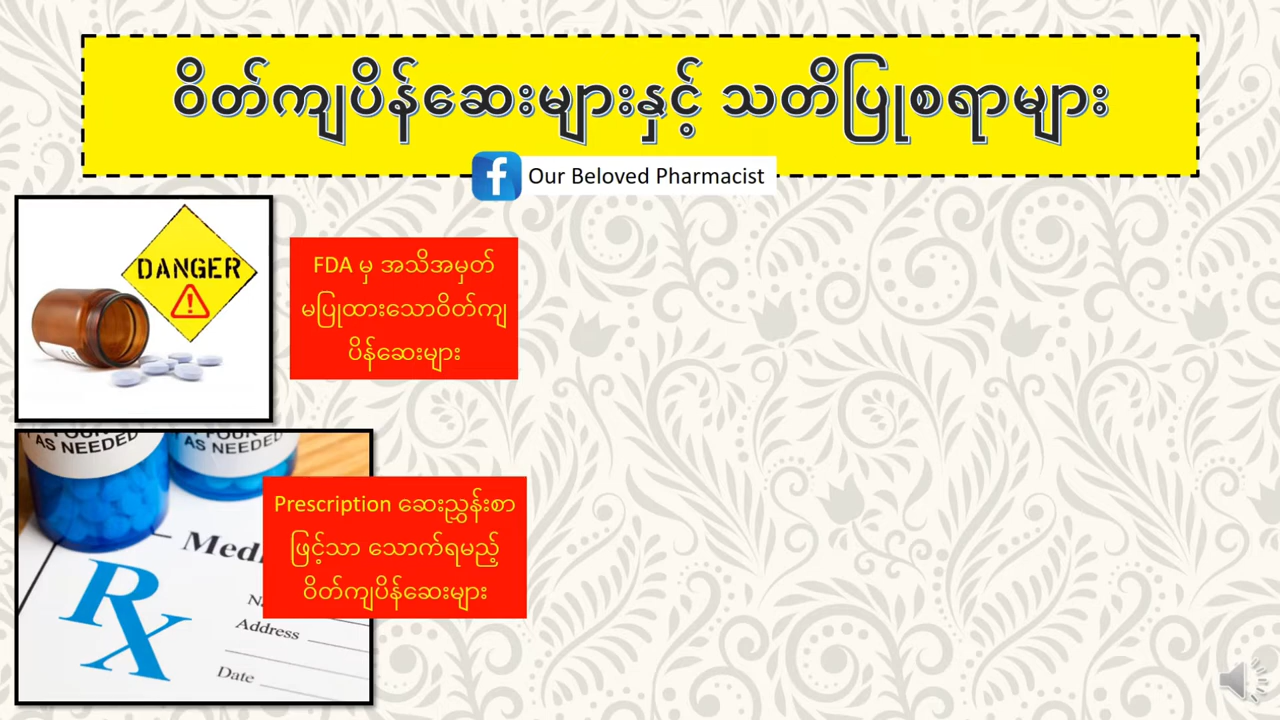 ဝိတ်ကျပိန်ဆေးများနှင့် သတိပြုစရာများ
Our Beloved Pharmacist
DANGER
FDA မှ အသိအမှတ်
မပြုထားသောဝိတ်ကျ
ပိန်ဆေးများ
AS NEEDED
AS NEEDED
Prescription ဆေးညွှန်းစာ
ဖြင့်သာ သောက်ရမည့်
ဝိတ်ကျပိန်ဆေးများ
Rx
Address
Date